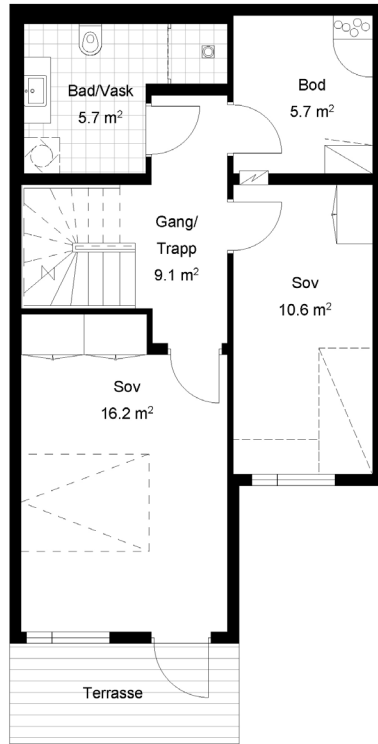 Bad/Vask
5.7 m²
Bod
5.7 m²
Gang/
Trapp
9.1 m²
Sov
10.6 m²
Sov
16.2 m²
Terrasse